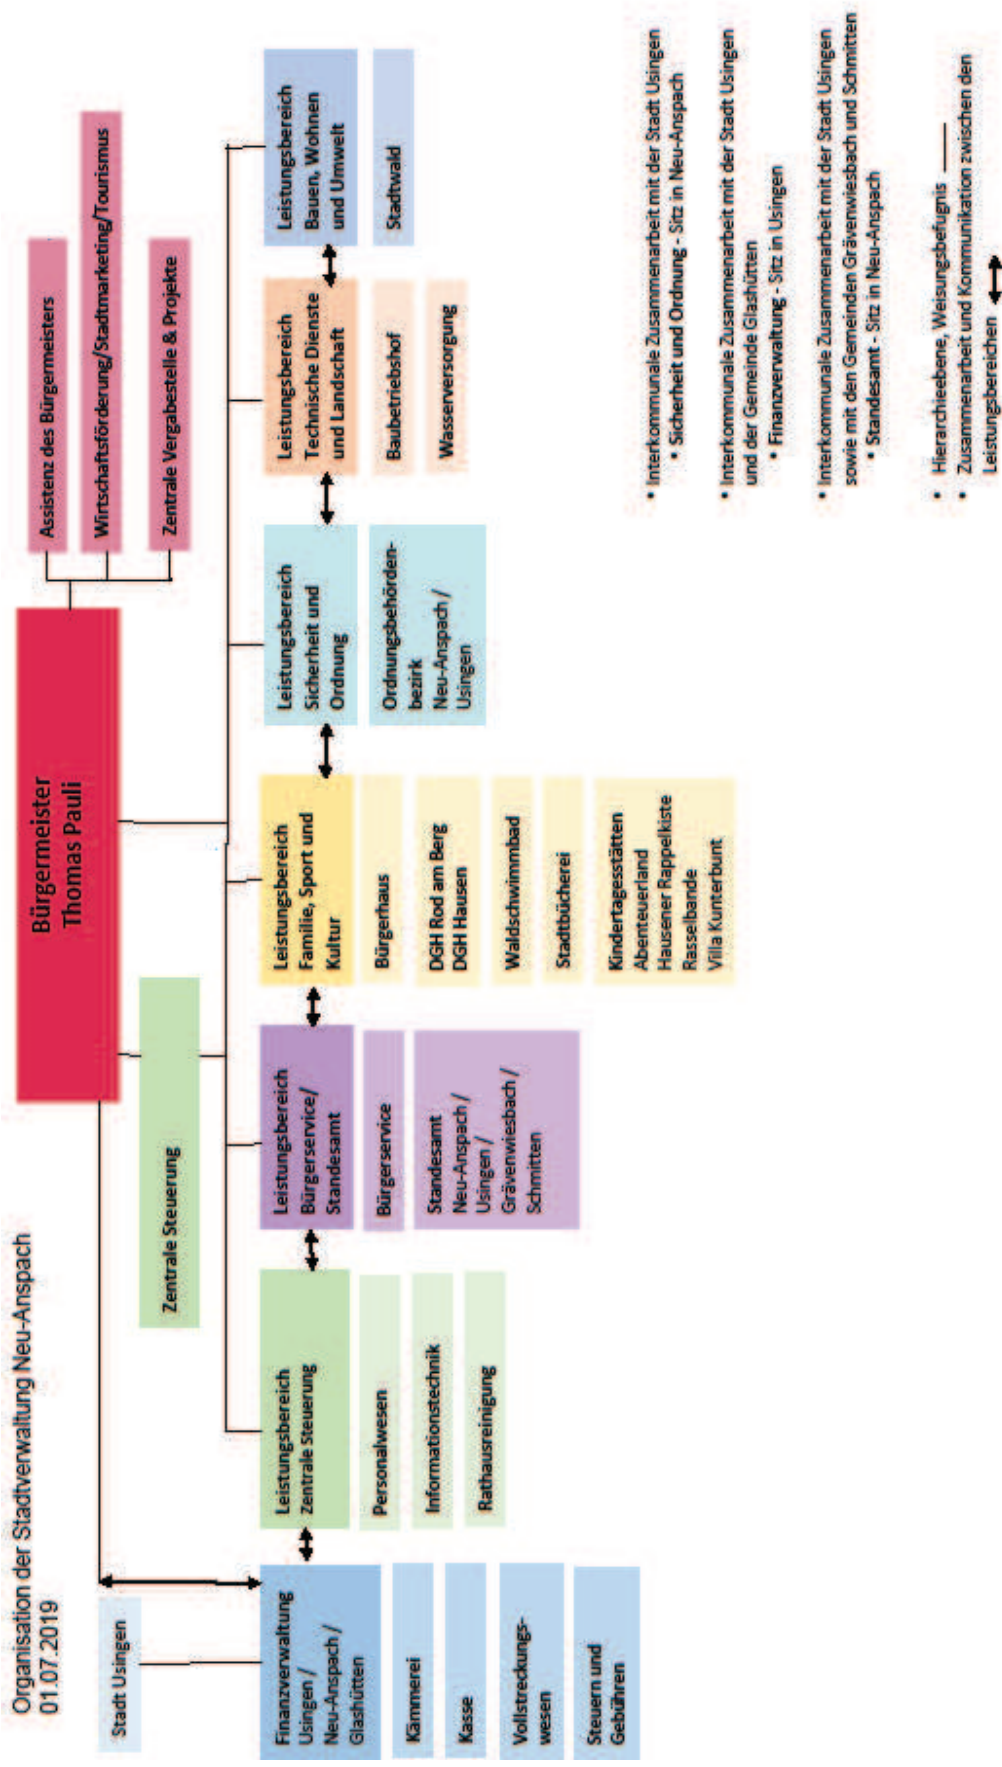 Organisation der Stadtverwaltung Neu-Anspach
01.07.2019
Bürgermeister
Thomas Pauli
Assistenz des Bürgermeisters
Wirtschaftsförderung/Stadtmarketing/Tourismus
Zentrale Vergabestelle & Projekte
Stadt Usingen
Zentrale Steuerung
Finanzverwaltung
Usingen /
Neu-Anspach /
Glashütten
Kämmerei
Kasse
Vollstreckungs-
wesen
Steuern und
Gebühren
Leistungsbereich
Zentrale Steuerung
Personalwesen
Informationstechnik
Rathausreinigung
Leistungsbereich
Bürgerservice/
Standesamt
Bürgerservice
Standesamt
Neu-Anspach /
Usingen /
Grävenwiesbach /
Schmitten
Leistungsbereich
Familie, Sport und
Kultur
Bürgerhaus
DGH Rod am Berg
DGH Hausen
Waldschwimmbad
Stadtbücherei
Kindertagesstätten
Abenteuerland
Hausener Rappelkiste
Rasselbande
Villa Kunterbunt
Leistungsbereich
Sicherheit und
Ordnung
Ordnungsbehörden-
bezirk
Neu-Anspach /
Usingen
Leistungsbereich
Technische Dienste
und Landschaft
Baubetriebshof
Wasserversorgung
Leistungsbereich
Bauen, Wohnen
und Umwelt
Stadtwald
• Interkommunale Zusammenarbeit mit der Stadt Usingen
• Sicherheit und Ordnung - Sitz in Neu-Anspach
• Interkommunale Zusammenarbeit mit der Stadt Usingen
und der Gemeinde Glashütten
• Finanzverwaltung - Sitz in Usingen
• Interkommunale Zusammenarbeit mit der Stadt Usingen
sowie mit den Gemeinden Grävenwiesbach und Schmitten
• Standesamt - Sitz in Neu-Anspach
• Hierarchieebene, Weisungsbefugnis
• Zusammenarbeit und Kommunikation zwischen den
Leistungsbereichen